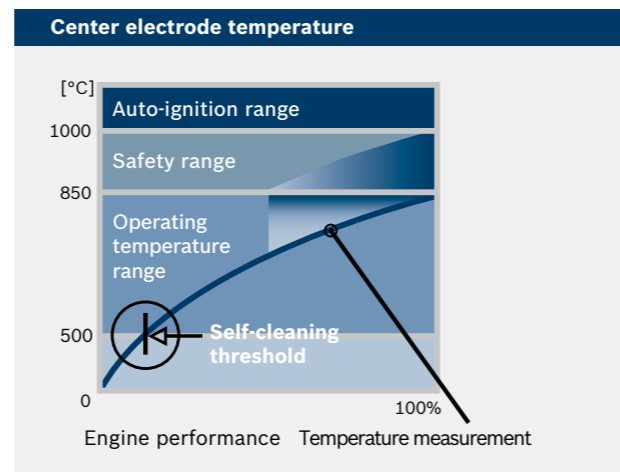 Center electrode temperature
[°C]
Auto-ignition range
1000
Safety range
850
Operating
temperature
range
500
Self-cleaning
threshold
0
100%
Engine performance
Temperature measurement